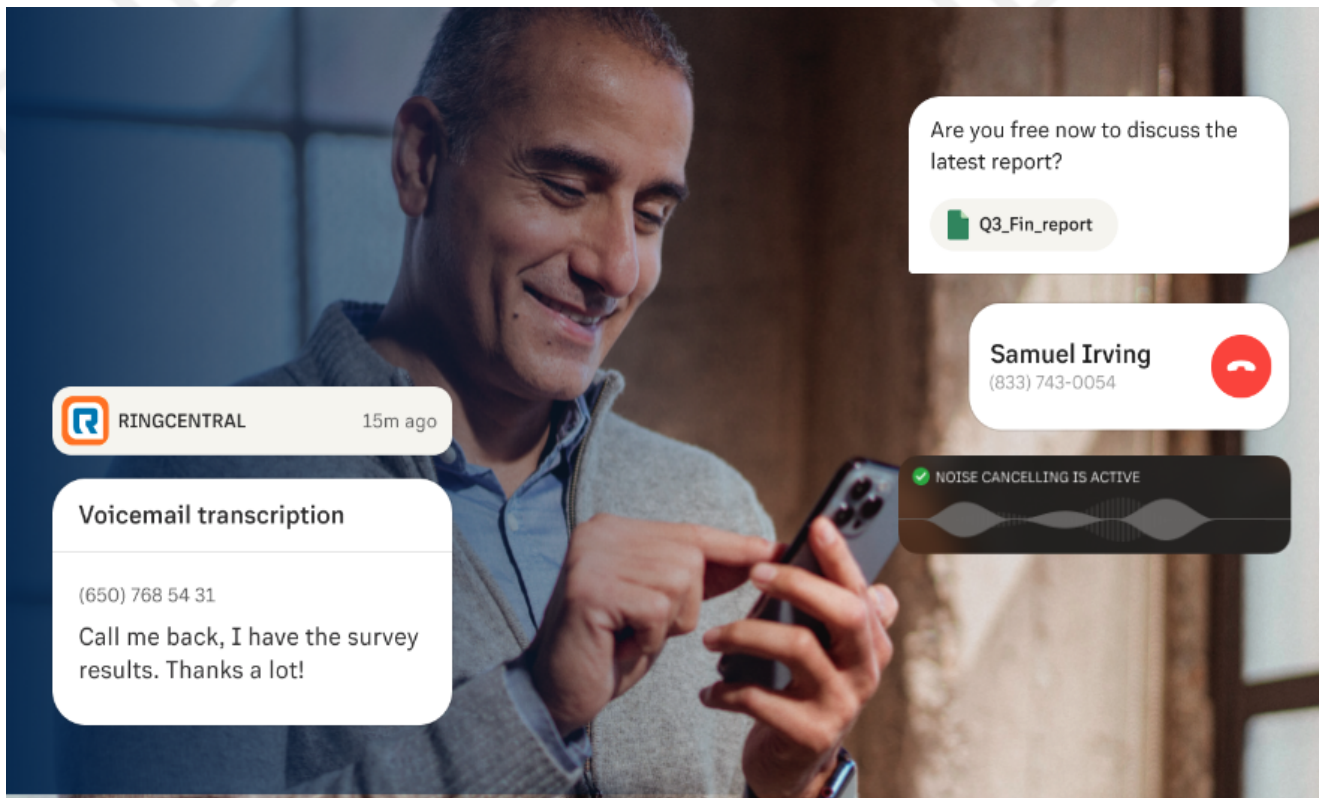 Are you free now to discuss the
latest report?
Q3_Fin_report
Samuel Irving
(833) 743-0054
RINGCENTRAL 15m ago
NOISE CANCELLING IS ACTIVE
Voicemail transcription
(650) 768 54 31
Call me back, I have the survey
results. Thanks a lot!